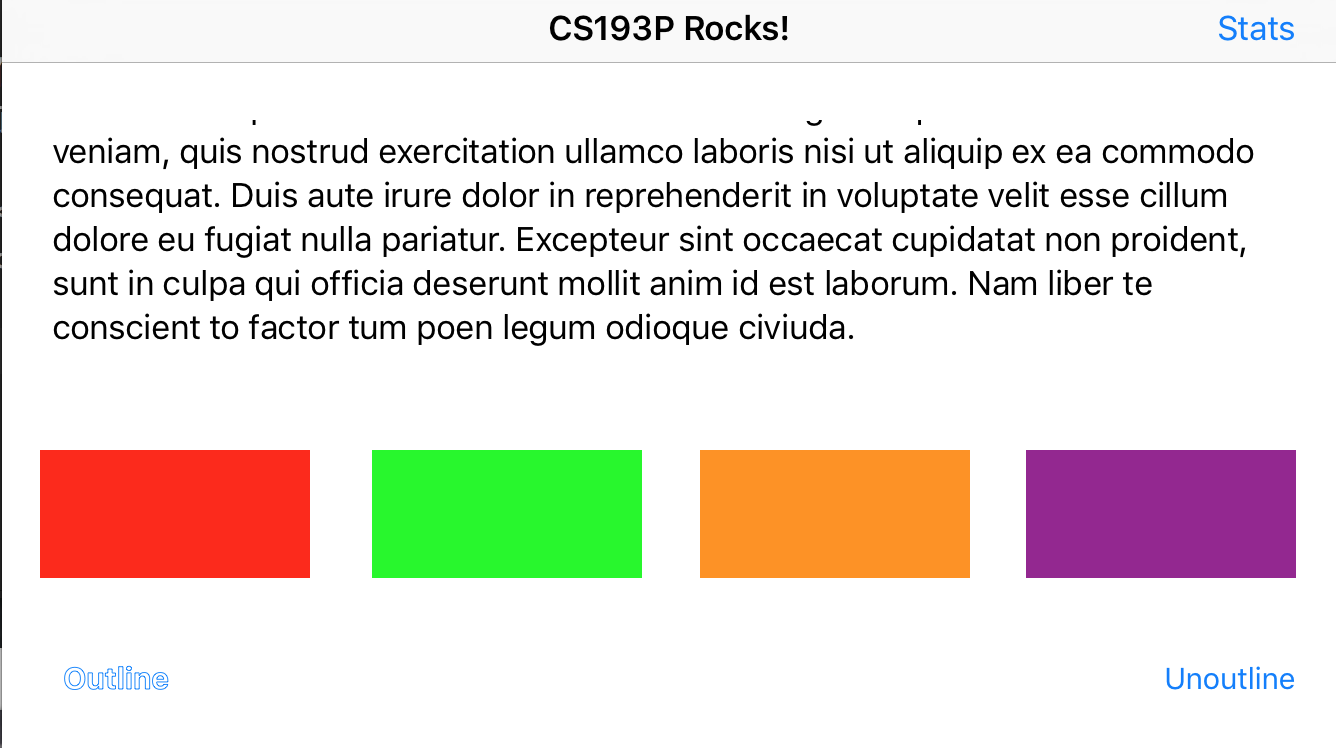 CS193P Rocks!
Stats
veniam, quis nostrud exercitation ullamco laboris nisi ut aliquip ex ea commodo
consequat. Duis aute irure dolor in reprehenderit in voluptate velit esse cillum
dolore eu fugiat nulla pariatur. Excepteur sint occaecat cupidatat non proident,
sunt in culpa qui officia deserunt mollit anim id est laborum. Nam liber te
conscient to factor tum poen legum odioque civiuda.
Outline
Unoutline